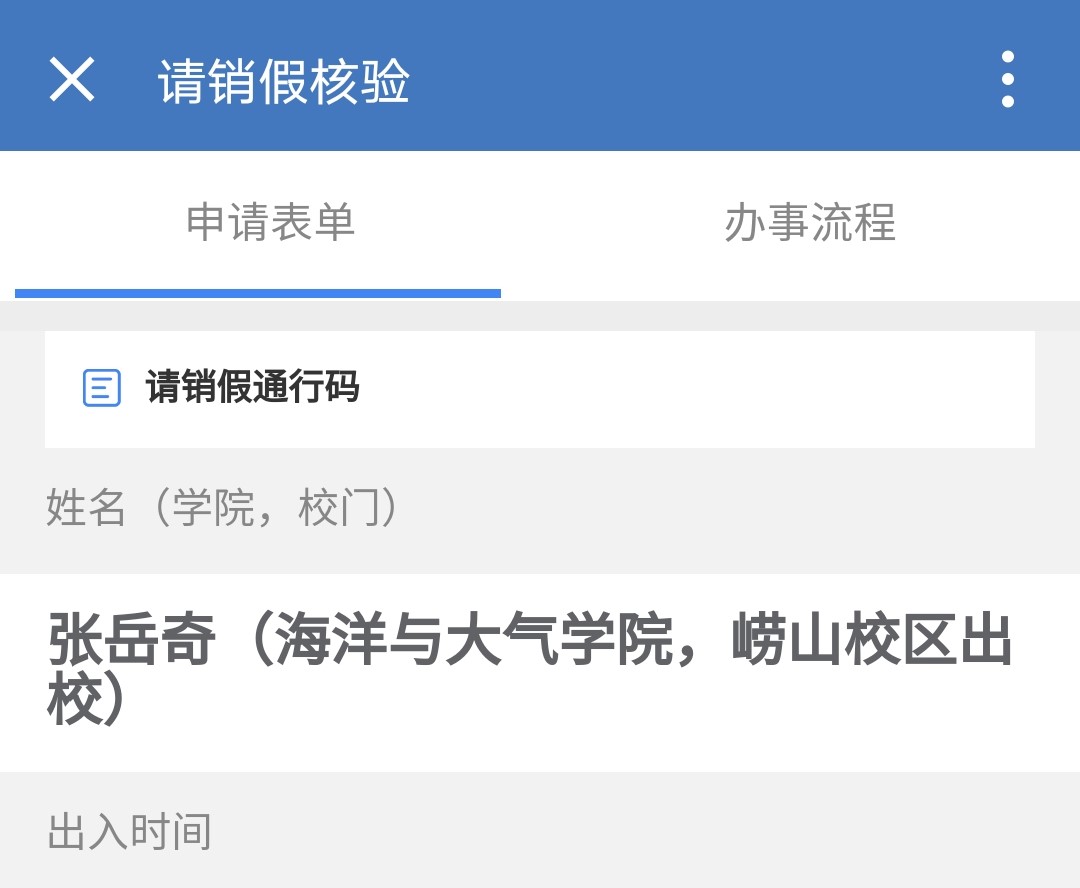 请销假核验
申请表单
办事流程
请销假通行码
姓名（学院，校门）
张岳奇（海洋与大气学院，崂山校区出
校）
出入时间